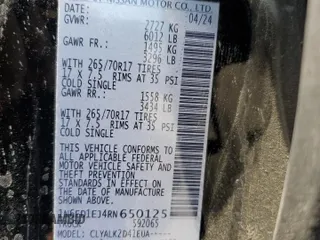 NISSAN MOTOR CO., LTD
DATE: 04/24
GVWR: 2727 KG
6012 LB
GAWR FR.: 1495 KG
3296 LB
WITH 265/70R17 TIRES
17 X 7.5 RIMS AT 35 PSI
COLD SINGLE
GAWR RR.: 1558 KG
3434 LB
WITH 265/70R17 TIRES
17 X 7.5 RIMS AT 35 PSI
COLD SINGLE
THIS VEHICLE CONFORMS TO
ALL APPLICABLE FEDERAL
MOTOR VEHICLE SAFETY
AND THEFT PREVENTION
STANDARDS IN EFFECT ON
THE DATE OF MANUFACTURE
SHOWN ABOVE.
650125
TRUCK 592065
MODEL: